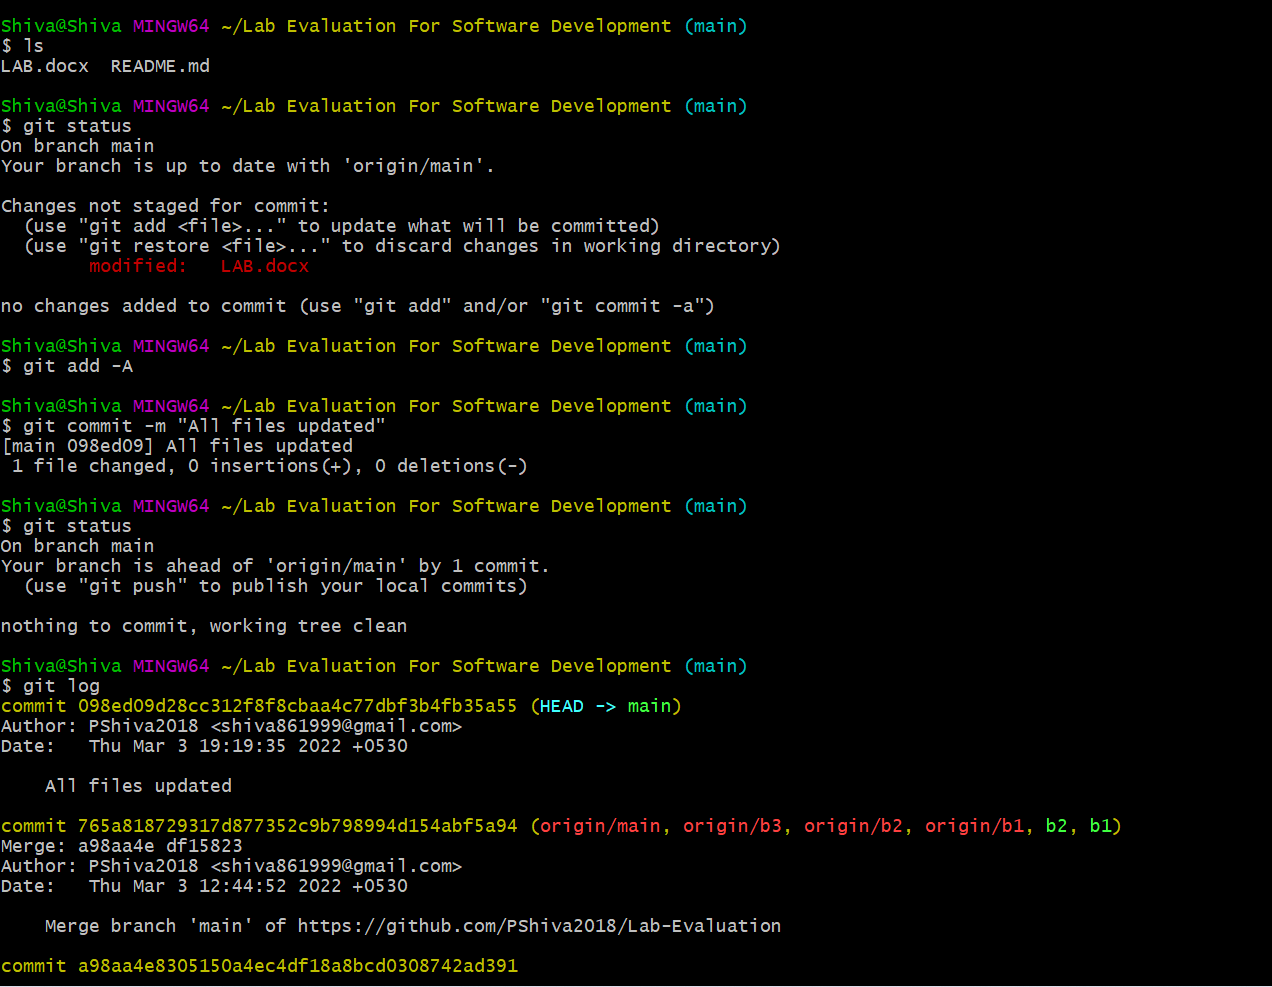 Shiva@Shiva MINGW64 ~/Lab Evaluation For Software Development (main)
$ ls
LAB.docx  README.md

Shiva@Shiva MINGW64 ~/Lab Evaluation For Software Development (main)
$ git status
On branch main
Your branch is up to date with 'origin/main'.

Changes not staged for commit:
  (use "git add <file>..." to update what will be committed)
  (use "git restore <file>..." to discard changes in working directory)
        modified:   LAB.docx

no changes added to commit (use "git add" and/or "git commit -a")

Shiva@Shiva MINGW64 ~/Lab Evaluation For Software Development (main)
$ git add -A

Shiva@Shiva MINGW64 ~/Lab Evaluation For Software Development (main)
$ git commit -m "All files updated"
[main 098ed09] All files updated
 1 file changed, 0 insertions(+), 0 deletions(-)

Shiva@Shiva MINGW64 ~/Lab Evaluation For Software Development (main)
$ git status
On branch main
Your branch is ahead of 'origin/main' by 1 commit.
  (use "git push" to publish your local commits)

nothing to commit, working tree clean

Shiva@Shiva MINGW64 ~/Lab Evaluation For Software Development (main)
$ git log
commit 098ed09d28cc312f8f8cbaa4c77dbf3b4fb35a55 (HEAD -> main)
Author: PShiva2018 <shiva861999@gmail.com>
Date:   Thu Mar 3 19:19:35 2022 +0530

    All files updated

commit 765a818729317d877352c9b798994d154abf5a94 (origin/main, origin/b3, origin/b2, origin/b1, b2, b1)
Merge: a98aa4e df15823
Author: PShiva2018 <shiva861999@gmail.com>
Date:   Thu Mar 3 12:44:52 2022 +0530

    Merge branch 'main' of https://github.com/PShiva2018/Lab-Evaluation

commit a98aa4e8305150a4ec4df18a8bcd0308742ad391